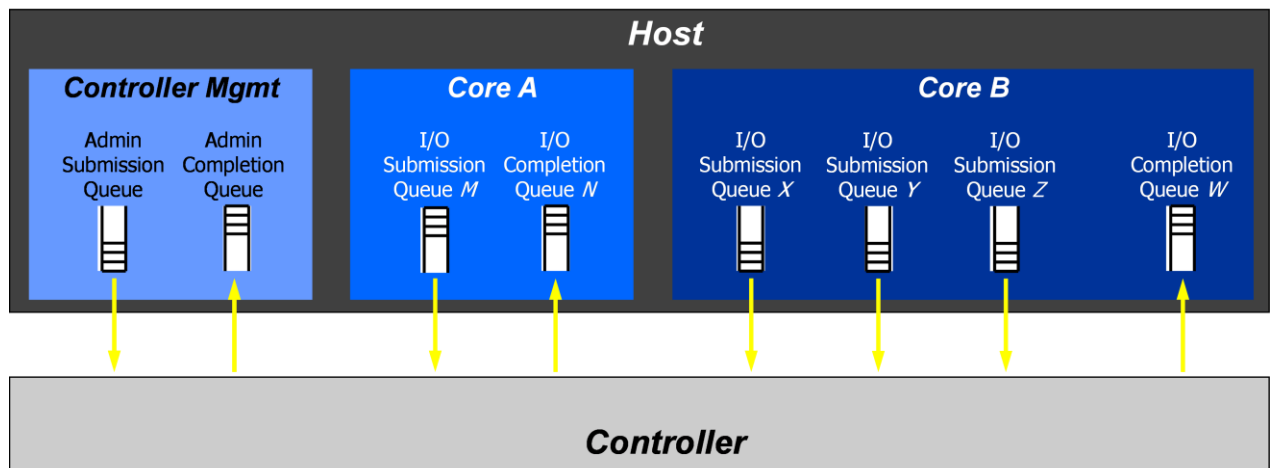 Host
Controller Mgmt
Admin
Submission
Queue
Admin
Completion
Queue
Core A
I/O
Submission
Queue M
I/O
Completion
Queue N
Core B
I/O
Submission
Queue X
I/O
Submission
Queue Y
I/O
Submission
Queue Z
I/O
Completion
Queue W
Controller